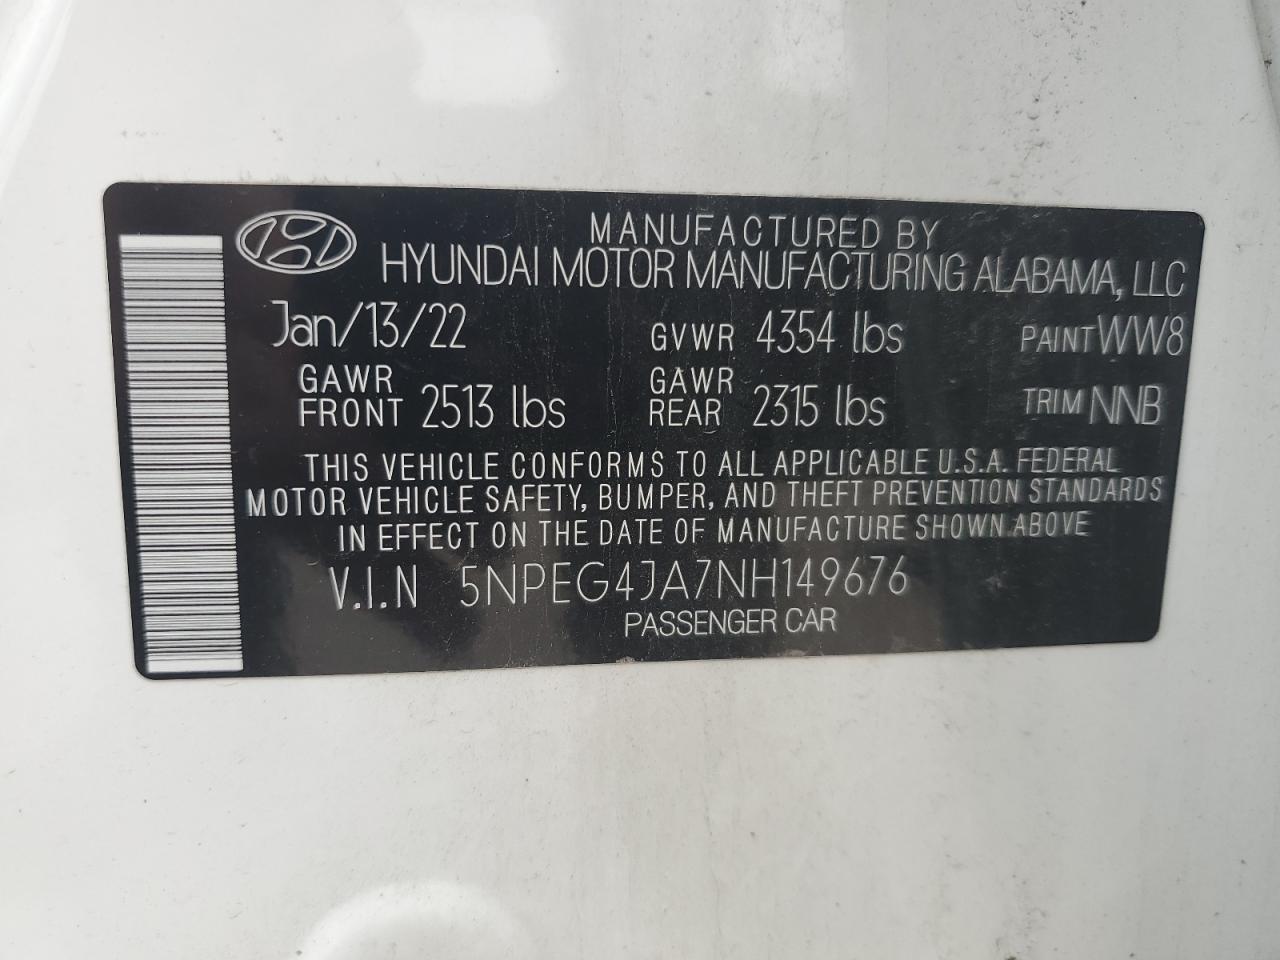 MANUFACTURED BY
HYUNDAI MOTOR MANUFACTURING ALABAMA, LLC
Jan/13/22 GVWR 4354 lbs PAINT WW8
GAWR FRONT 2513 lbs GAWR REAR 2315 lbs TRIM NNB
THIS VEHICLE CONFORMS TO ALL APPLICABLE U.S.A. FEDERAL
MOTOR VEHICLE SAFETY, BUMPER, AND THEFT PREVENTION STANDARDS
IN EFFECT ON THE DATE OF MANUFACTURE SHOWN ABOVE
V.I.N 5NPEG4JA7NH149676
PASSENGER CAR